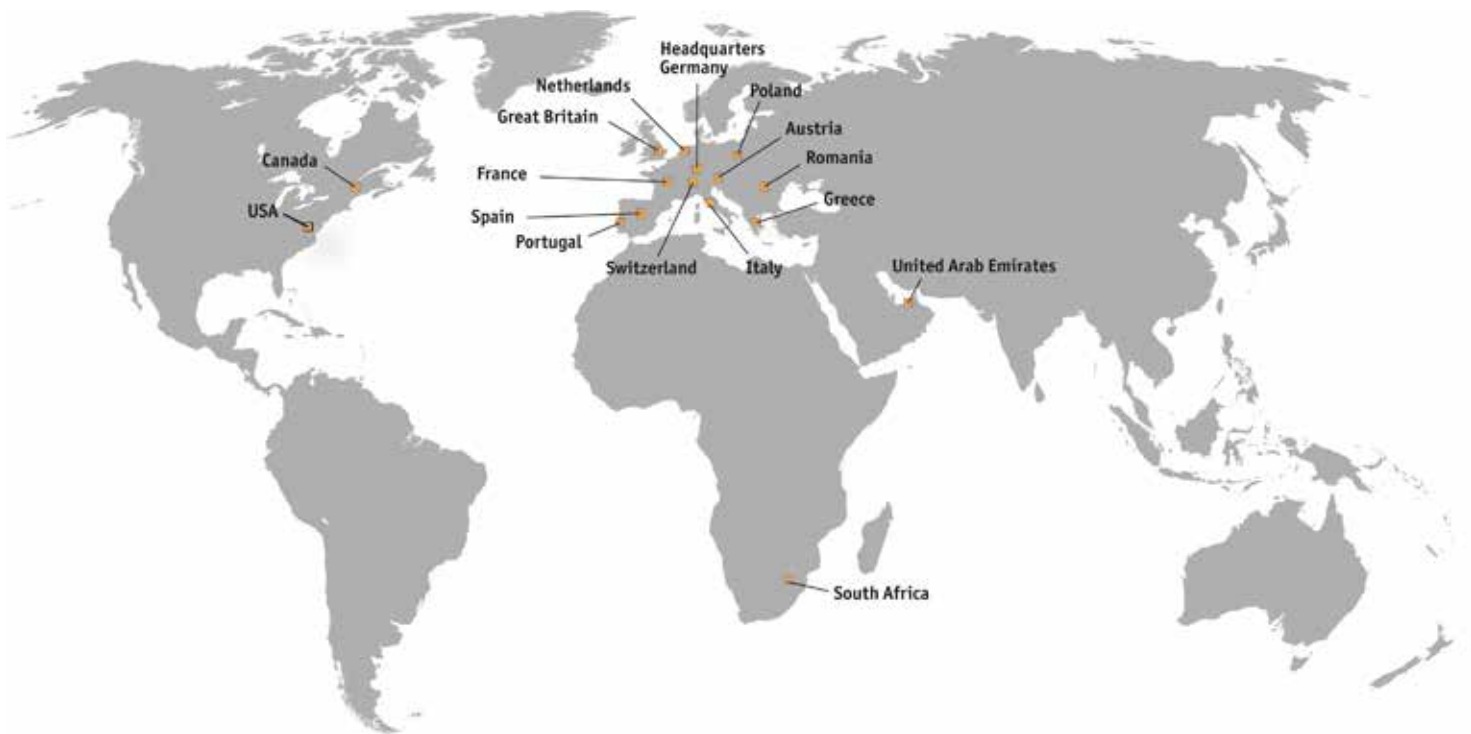 Headquarters
Germany
Netherlands
Poland
Great Britain
Austria
Canada
Romania
France
Greece
USA
Spain
Portugal
Switzerland
Italy
United Arab Emirates
South Africa